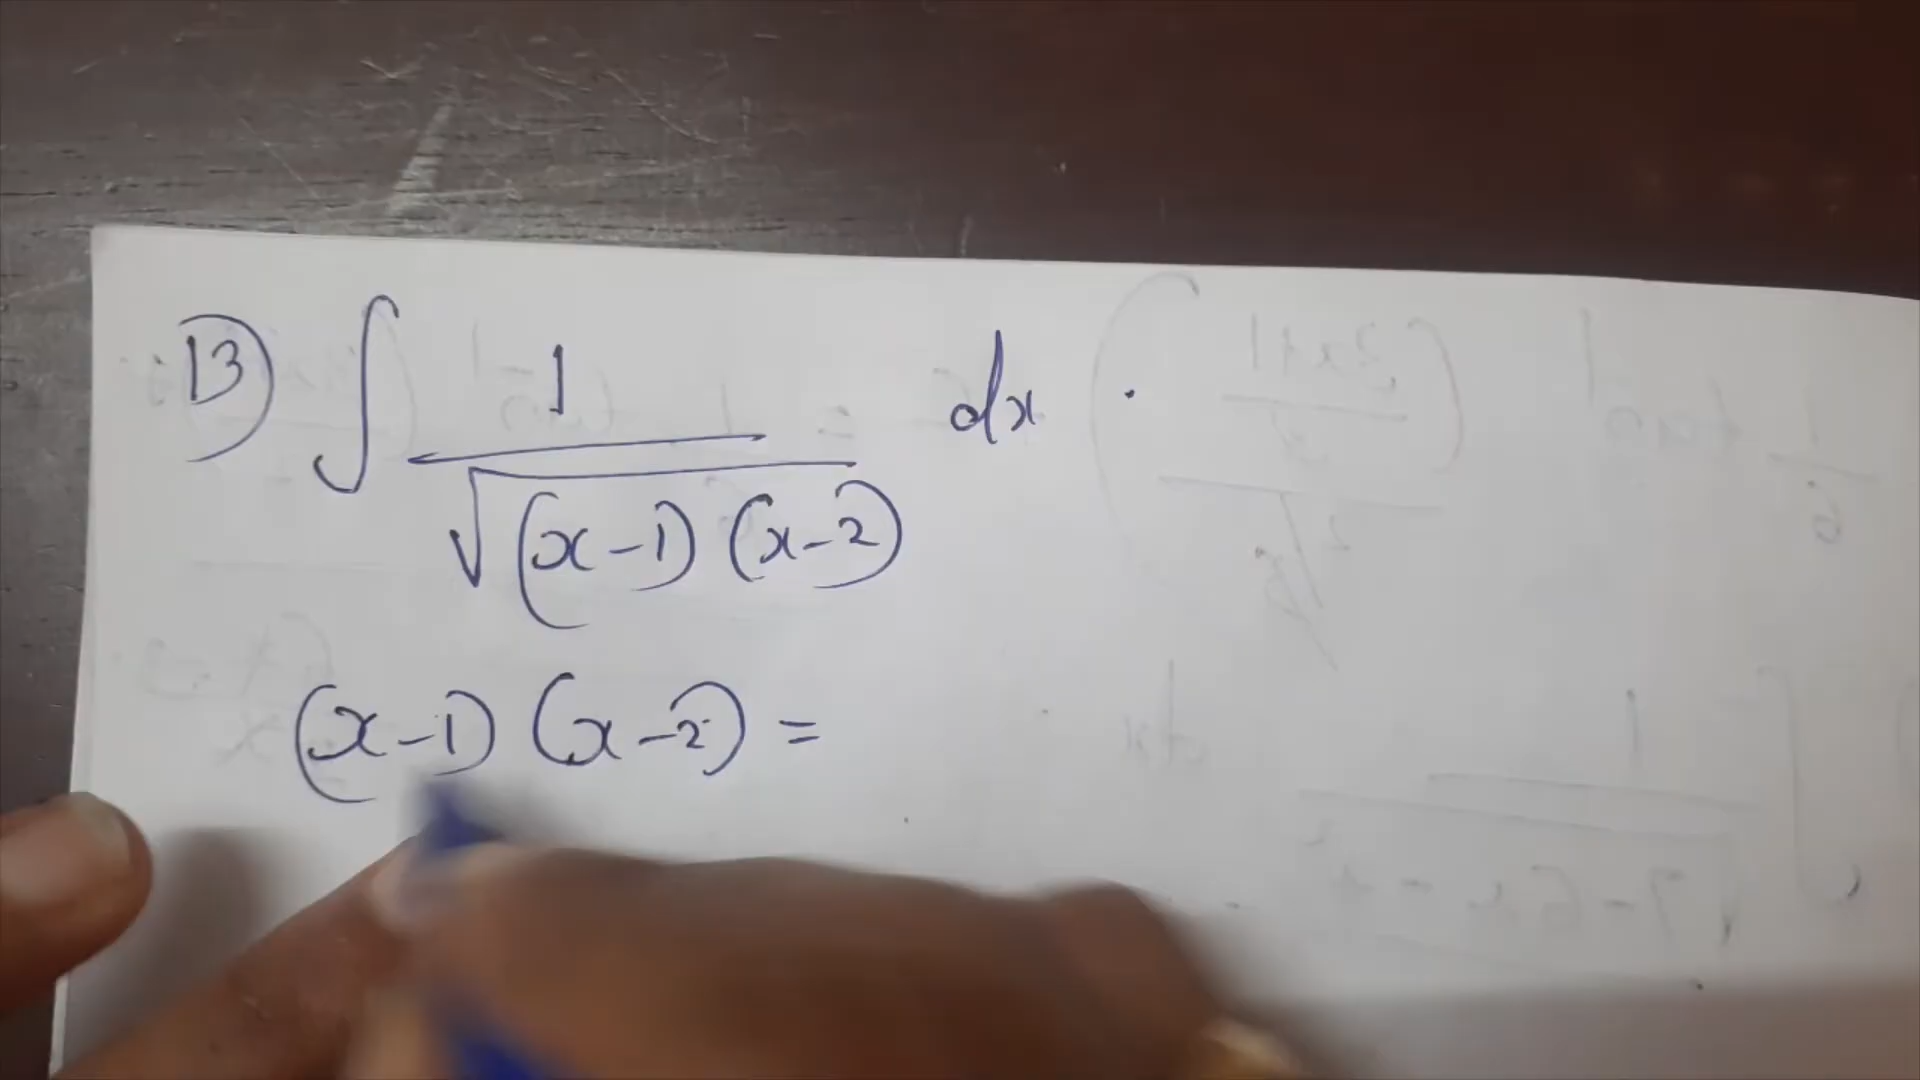 13) ∫ 1 / √(x-1)(x-2) dx .
(x-1)(x-2) =